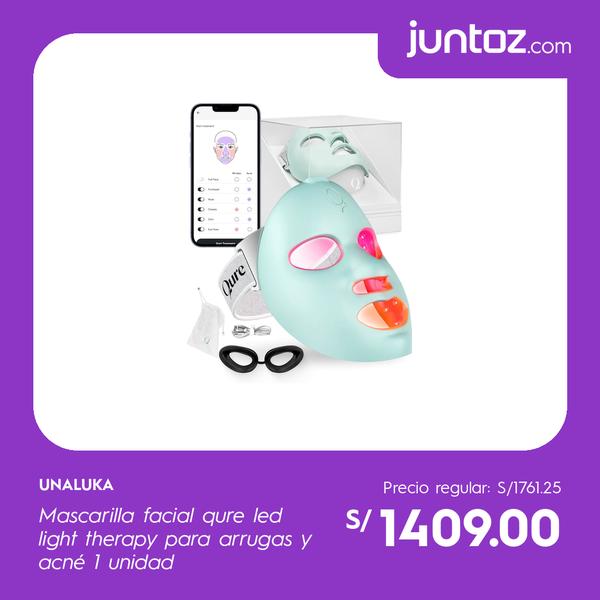 juntoz.com
Qure
UNALUKA
Mascarilla facial qure led
light therapy para arrugas y
acné 1 unidad
Precio regular: S/1761.25
S/1409.00